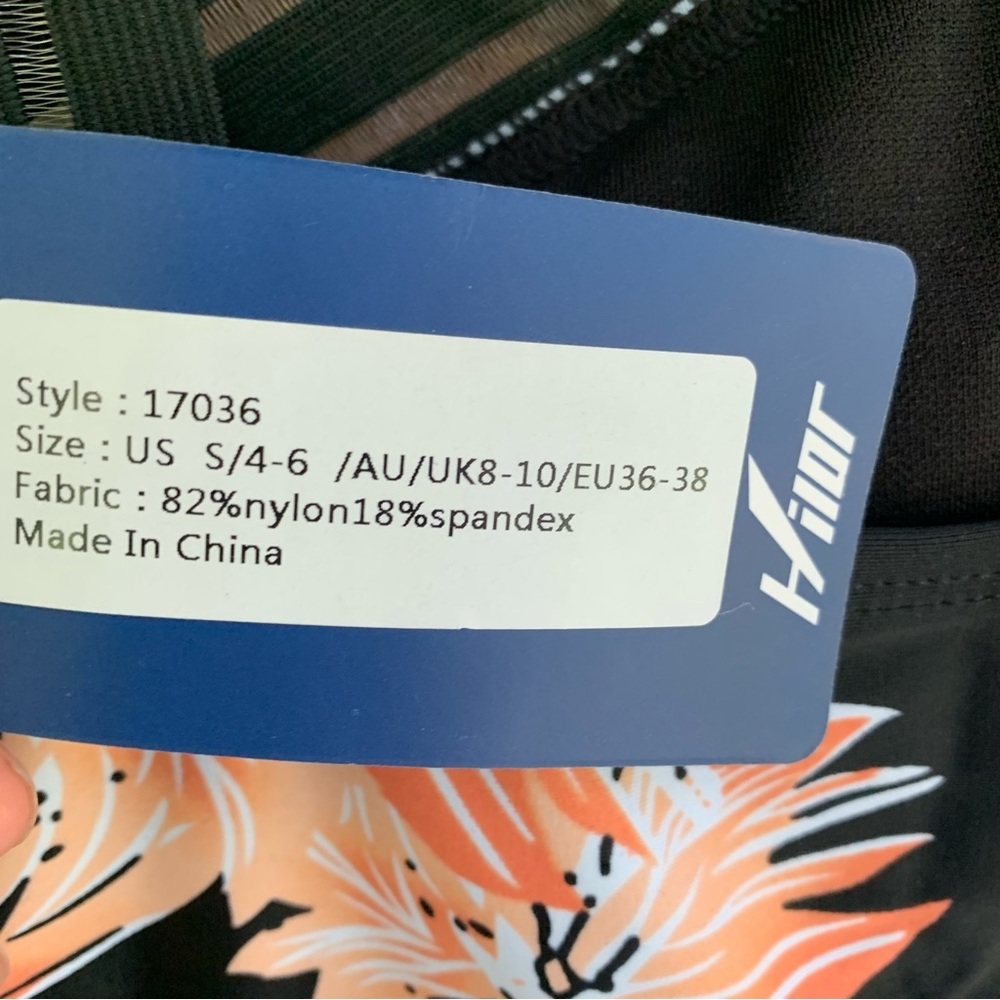 Style : 17036
Size : US S/4-6 /AU/UK8-10/EU36-38
Fabric : 82%nylon18%spandex
Made In China
Hilor